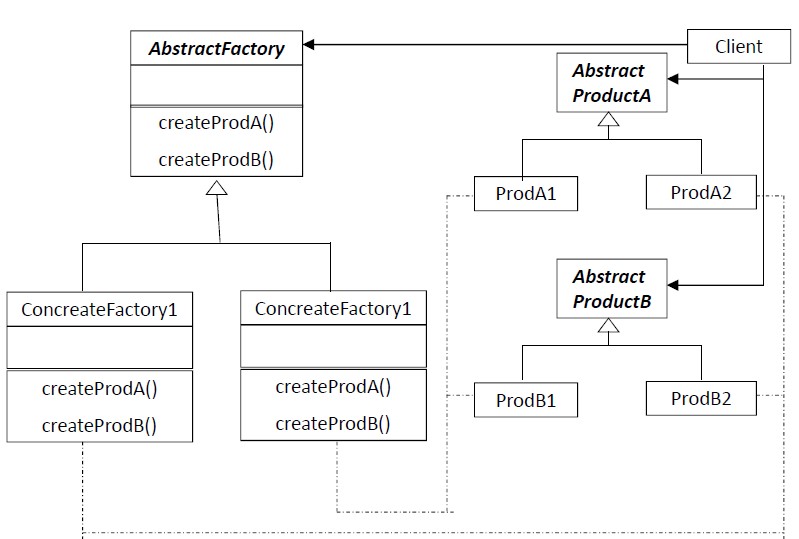 AbstractFactory
createProdA()
createProdB()
Client
Abstract
ProductA
ProdA1
ProdA2
Abstract
ProductB
ProdB1
ProdB2
ConcreateFactory1
createProdA()
createProdB()
ConcreateFactory1
createProdA()
createProdB()